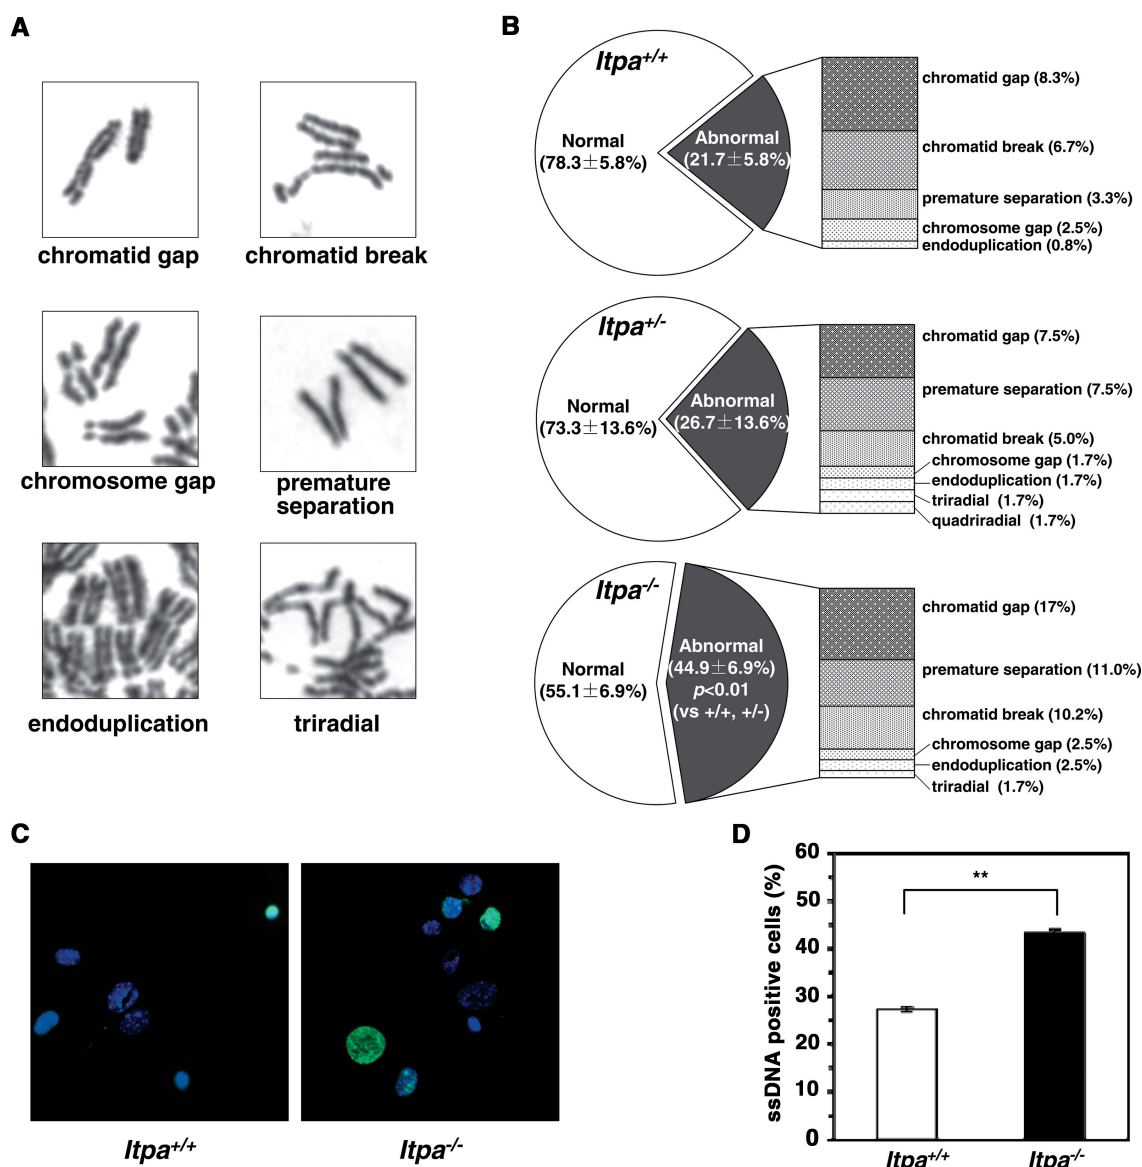 A
chromatid gap
chromatid break
chromosome gap
premature
separation
endoduplication
triradial
B
Itpa+/+
Normal
(78.3±5.8%)
Abnormal
(21.7±5.8%)
chromatid gap (8.3%)
chromatid break (6.7%)
premature separation (3.3%)
chromosome gap (2.5%)
endoduplication (0.8%)
Itpa+/-
Normal
(73.3±13.6%)
Abnormal
(26.7±13.6%)
chromatid gap (7.5%)
premature separation (7.5%)
chromatid break (5.0%)
chromosome gap (1.7%)
endoduplication (1.7%)
triradial (1.7%)
quadriradial (1.7%)
Itpa-/-
Normal
(55.1±6.9%)
Abnormal
(44.9±6.9%)
p<0.01
(vs +/+, +/-)
chromatid gap (17%)
premature separation (11.0%)
chromatid break (10.2%)
chromosome gap (2.5%)
endoduplication (2.5%)
triradial (1.7%)
C
Itpa+/+
Itpa-/-
D
ssDNA positive cells (%)
60
50
40
30
20
10
0
**
Itpa+/+
Itpa-/-